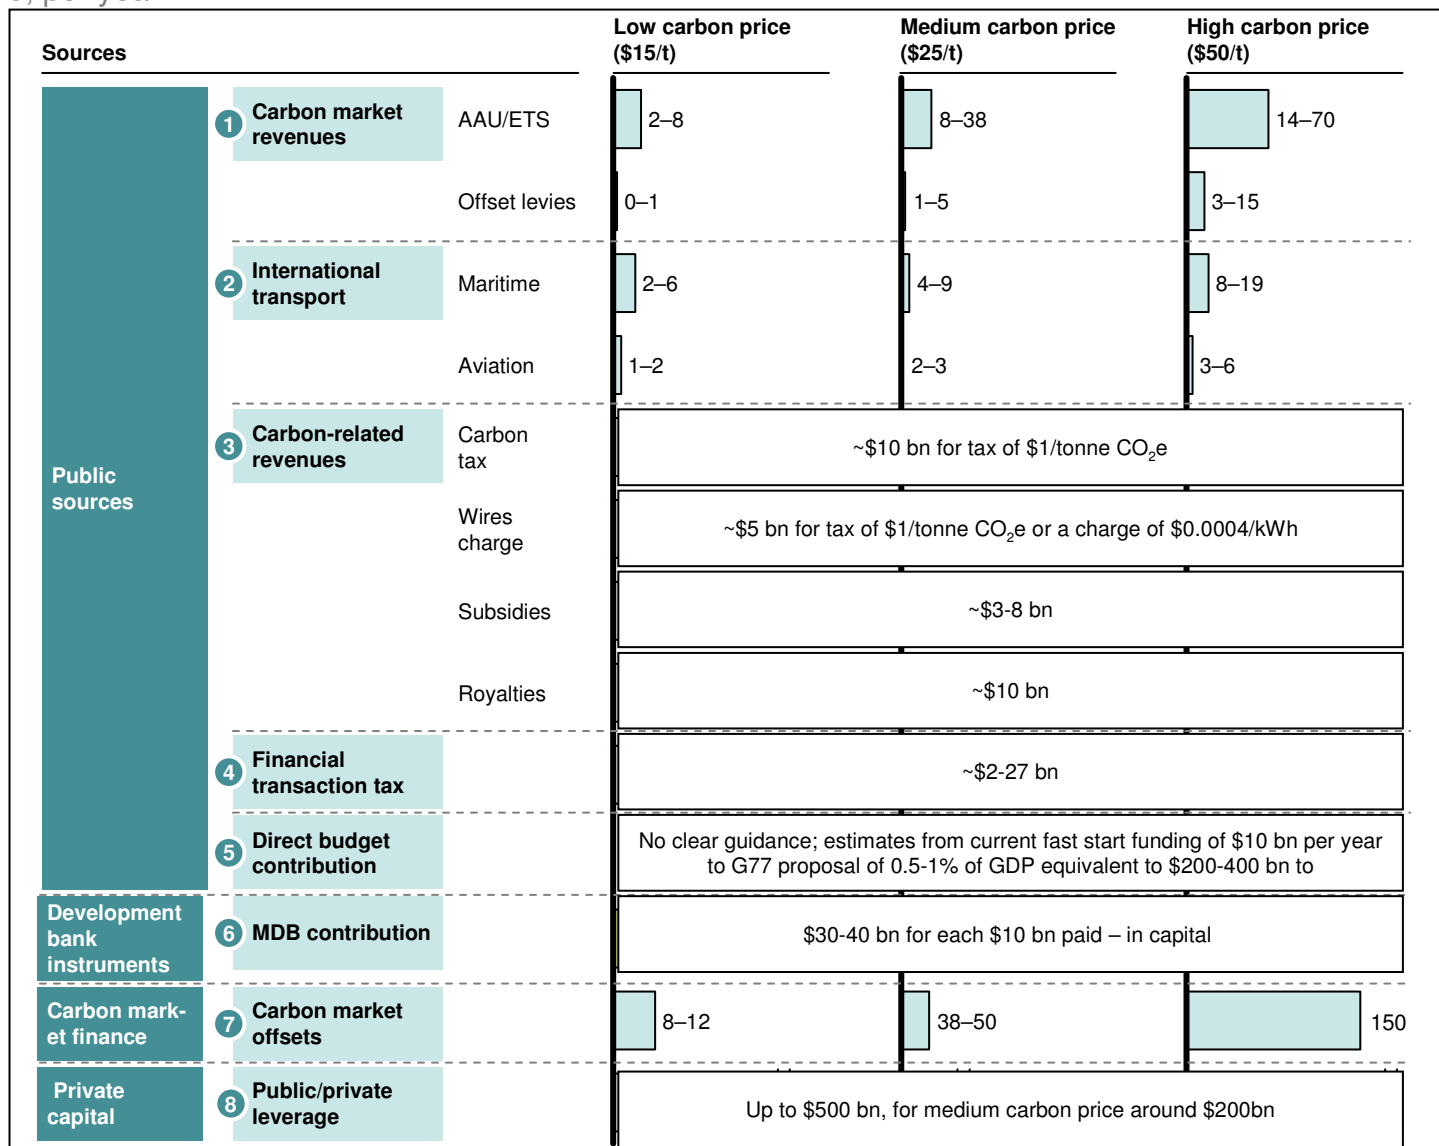 Sources
Low carbon price
($15/t)
Medium carbon price
($25/t)
High carbon price
($50/t)
Public
sources
1
Carbon market
revenues
AAU/ETS
2–8
8–38
14–70
Offset levies
0–1
1–5
3–15
2
International
transport
Maritime
2–6
4–9
8–19
Aviation
1–2
2–3
3–6
3
Carbon-related
revenues
Carbon
tax
~$10 bn for tax of $1/tonne CO2e
Wires
charge
~$5 bn for tax of $1/tonne CO2e or a charge of $0.0004/kWh
Subsidies
~$3-8 bn
Royalties
~$10 bn
4
Financial
transaction tax
~$2-27 bn
5
Direct budget
contribution
No clear guidance; estimates from current fast start funding of $10 bn per year
to G77 proposal of 0.5-1% of GDP equivalent to $200-400 bn to
Development
bank
instruments
6
MDB contribution
$30-40 bn for each $10 bn paid – in capital
Carbon mark-
et finance
7
Carbon market
offsets
8–12
38–50
150
Private
capital
8
Public/private
leverage
Up to $500 bn, for medium carbon price around $200bn